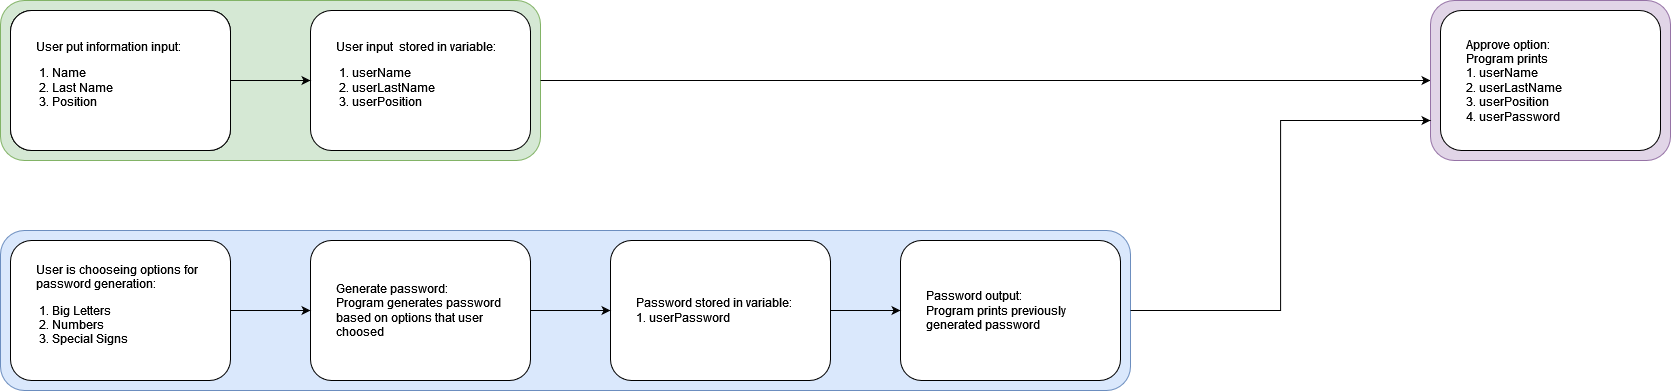 User put information input:
1. Name
2. Last Name
3. Position
User input  stored in variable:
1. userName
2. userLastName
3. userPosition
Approve option:
Program prints
1. userName
2. userLastName
3. userPosition
4. userPassword
User is chooseing options for
password generation:
1. Big Letters
2. Numbers
3. Special Signs
Generate password:
Program generates password
based on options that user
choosed
Password stored in variable:
1. userPassword
Password output:
Program prints previously
generated password